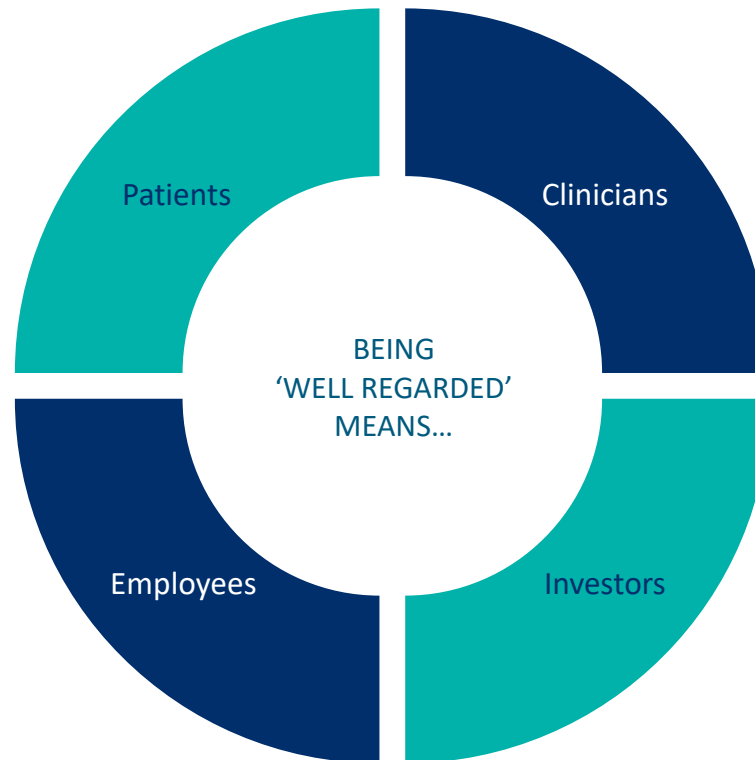 Patients
Clinicians
BEING
‘WELL REGARDED’
MEANS…
Employees
Investors